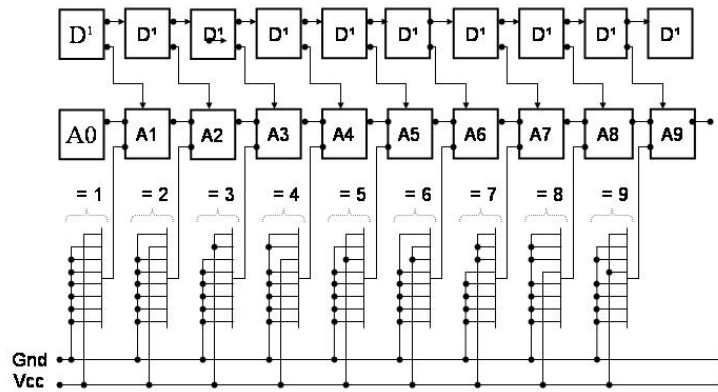 D¹ D¹ D¹ D¹ D¹ D¹ D¹ D¹ D¹ D¹
A0 A1 A2 A3 A4 A5 A6 A7 A8 A9
= 1 = 2 = 3 = 4 = 5 = 6 = 7 = 8 = 9
Gnd
Vcc